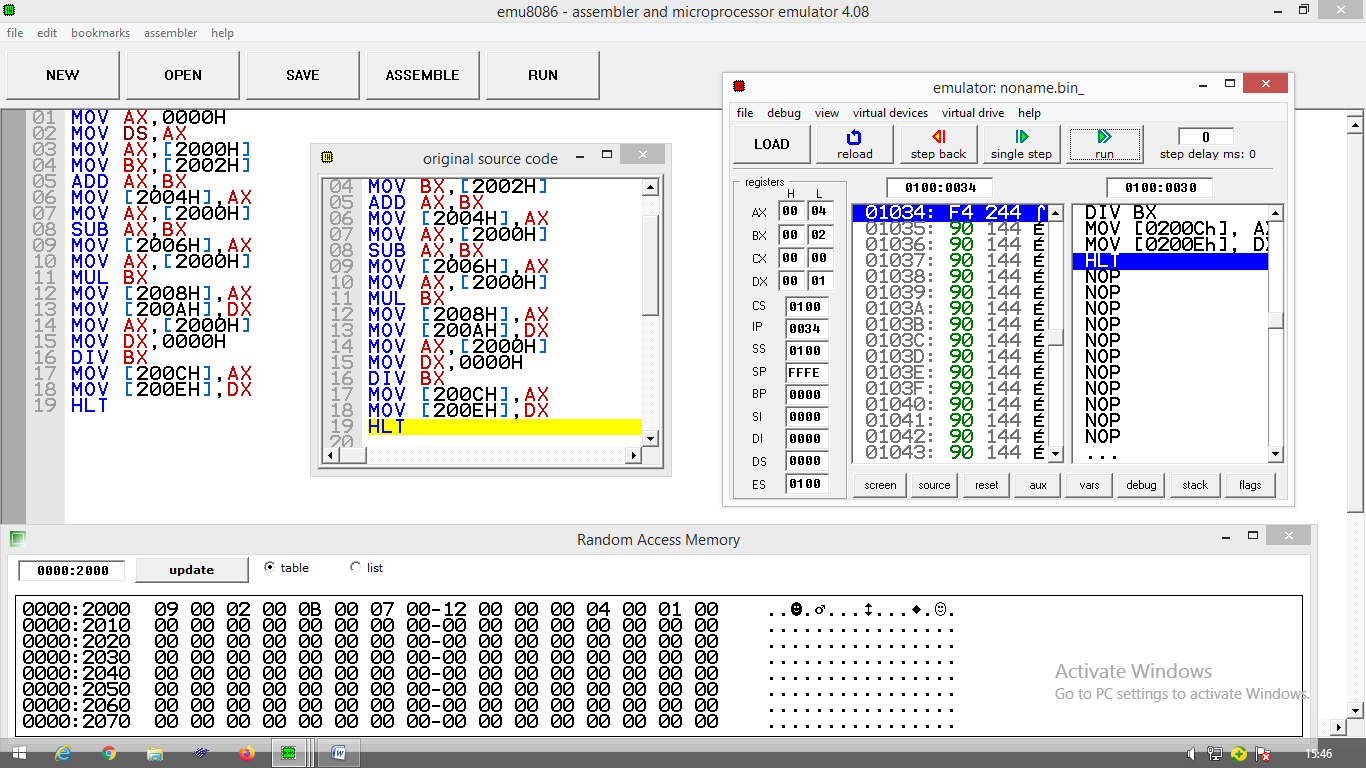 emu8086 - assembler and microprocessor emulator 4.08
file edit bookmarks assembler help
NEW OPEN SAVE ASSEMBLE RUN
01 MOV AX,0000H
02 MOV DS,AX
03 MOV AX,[2000H]
04 MOV BX,[2002H]
05 ADD AX,BX
06 MOV [2004H],AX
07 MOV AX,[2000H]
08 SUB AX,BX
09 MOV [2006H],AX
10 MOV AX,[2000H]
11 MUL BX
12 MOV [2008H],AX
13 MOV [200AH],DX
14 MOV AX,[2000H]
15 MOV DX,0000H
16 DIV BX
17 MOV [200CH],AX
18 MOV [200EH],DX
19 HLT
original source code
04 MOV BX,[2002H]
05 ADD AX,BX
06 MOV [2004H],AX
07 MOV AX,[2000H]
08 SUB AX,BX
09 MOV [2006H],AX
10 MOV AX,[2000H]
11 MUL BX
12 MOV [2008H],AX
13 MOV [200AH],DX
14 MOV AX,[2000H]
15 MOV DX,0000H
16 DIV BX
17 MOV [200CH],AX
18 MOV [200EH],DX
19 HLT
20
emulator: noname.bin_
file debug view virtual devices virtual drive help
LOAD reload step back single step run 0
step delay ms: 0
registers
H L
AX 00 04
BX 00 02
CX 00 00
DX 00 01
CS 0100
IP 0034
SS 0100
SP FFFE
BP 0000
SI 0000
DI 0000
DS 0000
ES 0100
0100:0034
01034: F4 244 ⌠
01035: 90 144 É
01036: 90 144 É
01037: 90 144 É
01038: 90 144 É
01039: 90 144 É
0103A: 90 144 É
0103B: 90 144 É
0103C: 90 144 É
0103D: 90 144 É
0103E: 90 144 É
0103F: 90 144 É
01040: 90 144 É
01041: 90 144 É
01042: 90 144 É
01043: 90 144 É
0100:0030
DIV BX
MOV [0200Ch], AX
MOV [0200Eh], DX
HLT
NOP
NOP
NOP
NOP
NOP
NOP
NOP
NOP
NOP
NOP
NOP
...
screen source reset aux vars debug stack flags
Random Access Memory
0000:2000 update table list
0000:2000 09 00 02 00 0B 00 07 00-12 00 00 00 04 00 01 00 ..☻.♂...↕...♦.☺.
0000:2010 00 00 00 00 00 00 00 00-00 00 00 00 00 00 00 00 ................
0000:2020 00 00 00 00 00 00 00 00-00 00 00 00 00 00 00 00 ................
0000:2030 00 00 00 00 00 00 00 00-00 00 00 00 00 00 00 00 ................
0000:2040 00 00 00 00 00 00 00 00-00 00 00 00 00 00 00 00 ................
0000:2050 00 00 00 00 00 00 00 00-00 00 00 00 00 00 00 00 ................
0000:2060 00 00 00 00 00 00 00 00-00 00 00 00 00 00 00 00 ................
0000:2070 00 00 00 00 00 00 00 00-00 00 00 00 00 00 00 00 ................
Activate Windows
Go to PC settings to activate Windows.
15:46